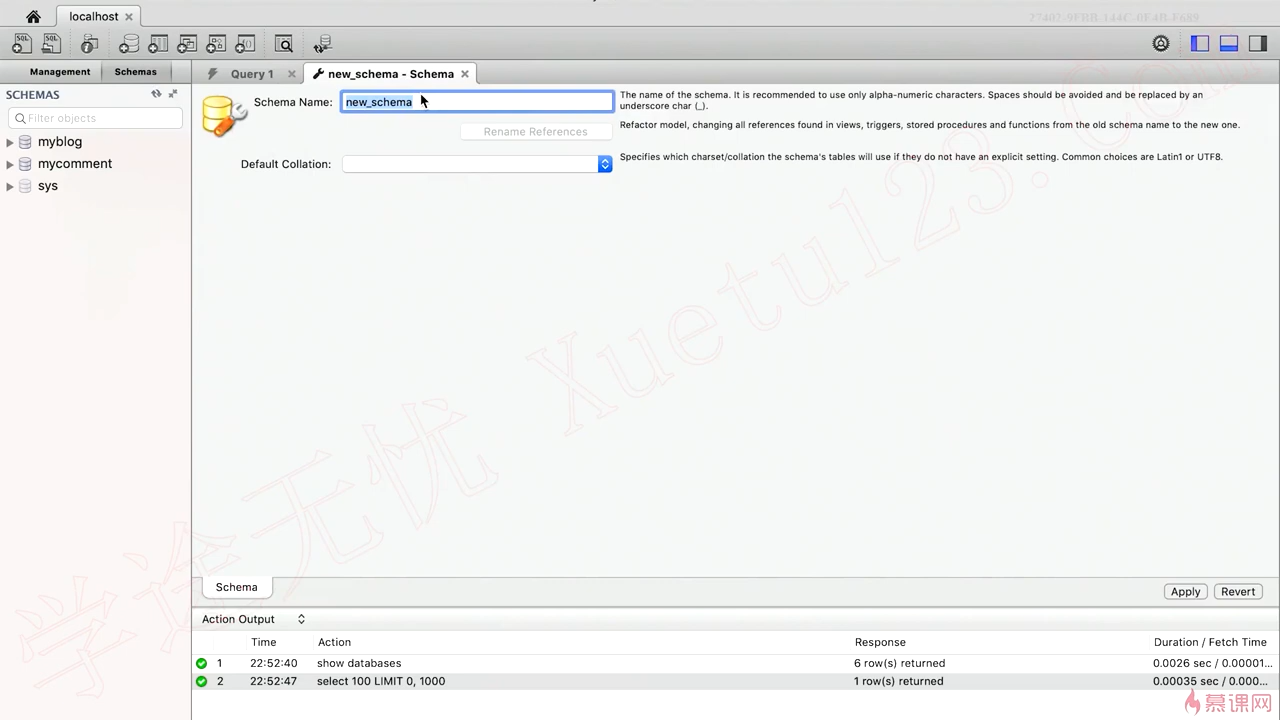 localhost
27402-9FBB-144C-0E4B-F689
Management Schemas
Query 1 new_schema - Schema
SCHEMAS
Filter objects
myblog
mycomment
sys
Schema Name: new_schema
The name of the schema. It is recommended to use only alpha-numeric characters. Spaces should be avoided and be replaced by an
underscore char (_).
Rename References
Refactor model, changing all references found in views, triggers, stored procedures and functions from the old schema name to the new one.
Default Collation:
Specifies which charset/collation the schema's tables will use if they do not have an explicit setting. Common choices are Latin1 or UTF8.
学途无忧 Xuetu123.Com
Schema
Apply Revert
Action Output
Time Action Response Duration / Fetch Time
1 22:52:40 show databases 6 row(s) returned 0.0026 sec / 0.00001...
2 22:52:47 select 100 LIMIT 0, 1000 1 row(s) returned 0.00035 sec / 0.000...
慕课网